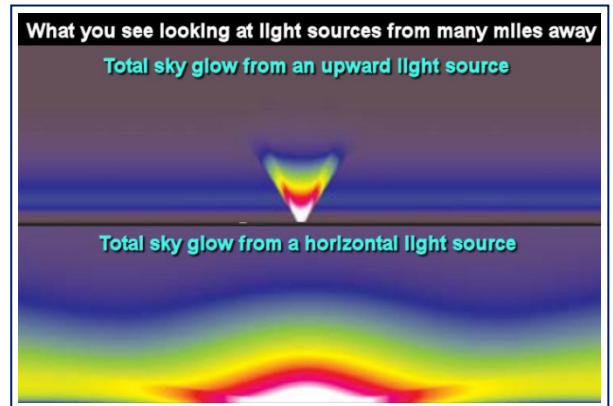 What you see looking at light sources from many miles away
Total sky glow from an upward light source
Total sky glow from a horizontal light source